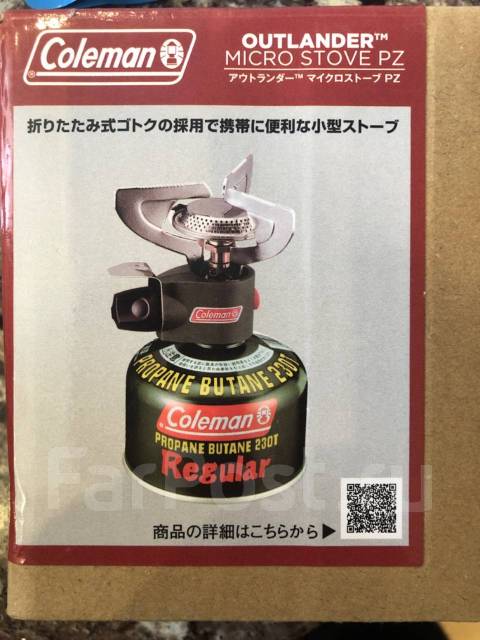 Coleman
OUTLANDER™
MICRO STOVE PZ
アウトランダー™ マイクロストーブ PZ
折りたたみ式ゴトクの採用で携帯に便利な小型ストーブ
Coleman
PROPANE BUTANE 230T
Coleman
PROPANE BUTANE 230T
Regular
FarPost.ru
商品の詳細はこちらから▶